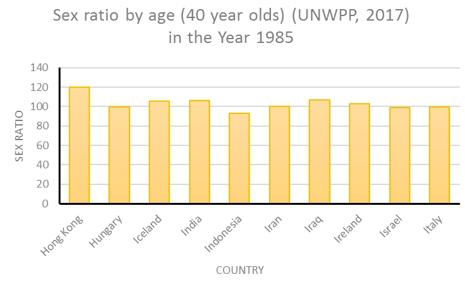 Sex ratio by age (40 year olds) (UNWPP, 2017)
in the Year 1985
140
120
100
80
60
40
20
0
SEX RATIO
Hong Kong
Hungary
Iceland
India
Indonesia
Iran
Iraq
Ireland
Israel
Italy
COUNTRY